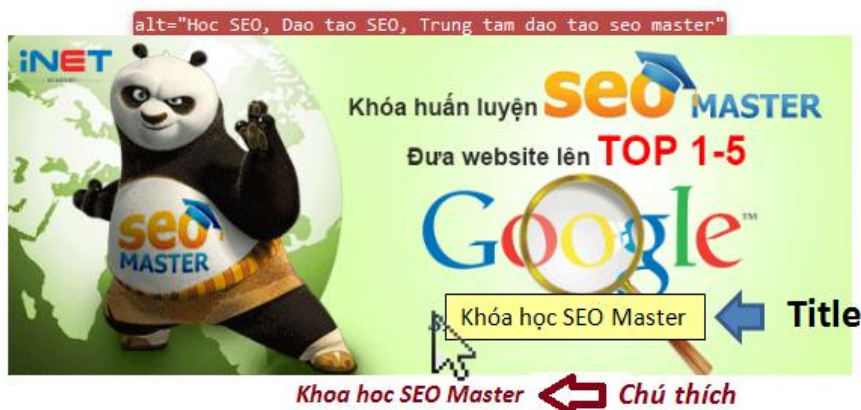 alt="Hoc SEO, Dao tao SEO, Trung tam dao tao seo master"
iNET
Khóa huấn luyện seo MASTER
Đưa website lên TOP 1-5
Google™
seo
MASTER
Khóa học SEO Master
Title
Khoa hoc SEO Master
Chú thích